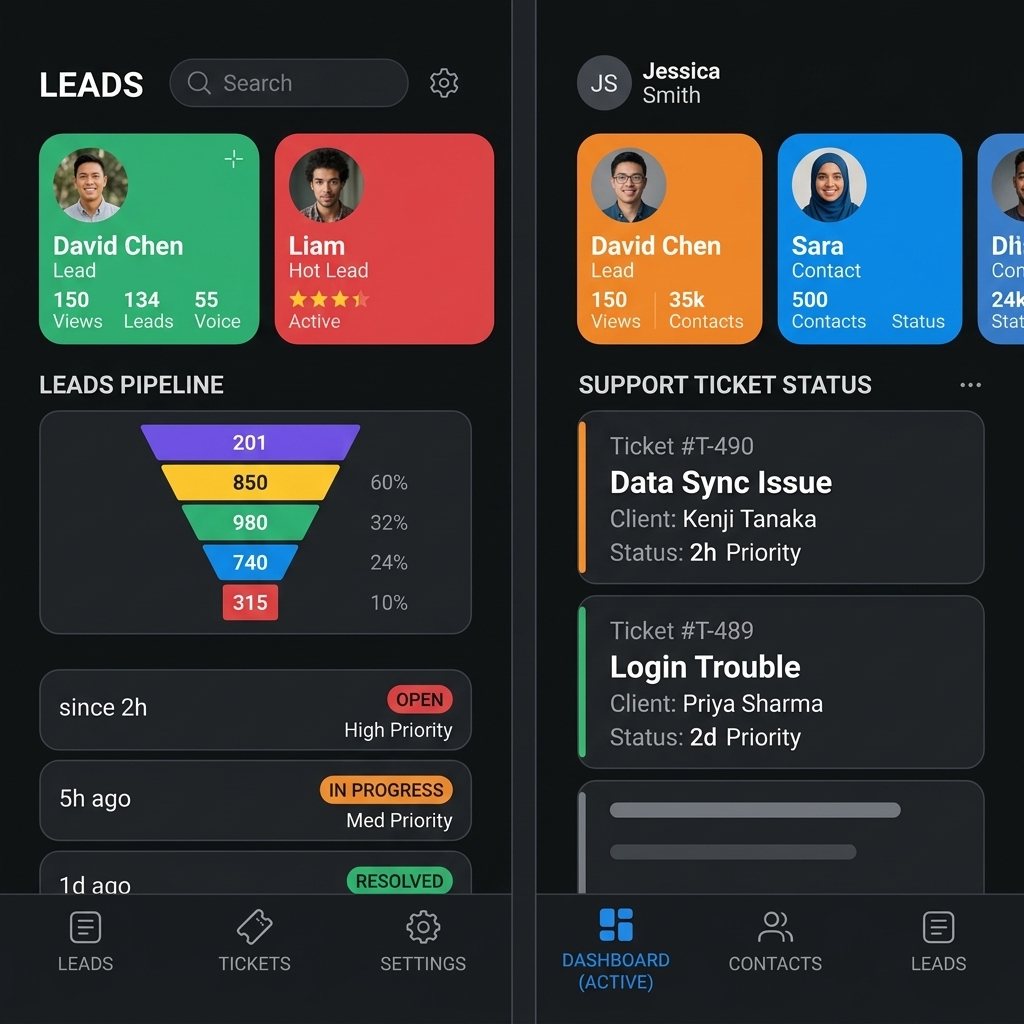 LEADS
Search
David Chen
Lead
150 134 55
Views Leads Voice
Liam
Hot Lead
Active
LEADS PIPELINE
201
850 60%
980 32%
740 24%
315 10%
since 2h
OPEN
High Priority
5h ago
IN PROGRESS
Med Priority
1d ago
RESOLVED
LEADS TICKETS SETTINGS
JS
Jessica
Smith
David Chen
Lead
150 35k
Views Contacts
Sara
Contact
500
Contacts Status
24k
SUPPORT TICKET STATUS
Ticket #T-490
Data Sync Issue
Client: Kenji Tanaka
Status: 2h Priority
Ticket #T-489
Login Trouble
Client: Priya Sharma
Status: 2d Priority
DASHBOARD
(ACTIVE)
CONTACTS LEADS